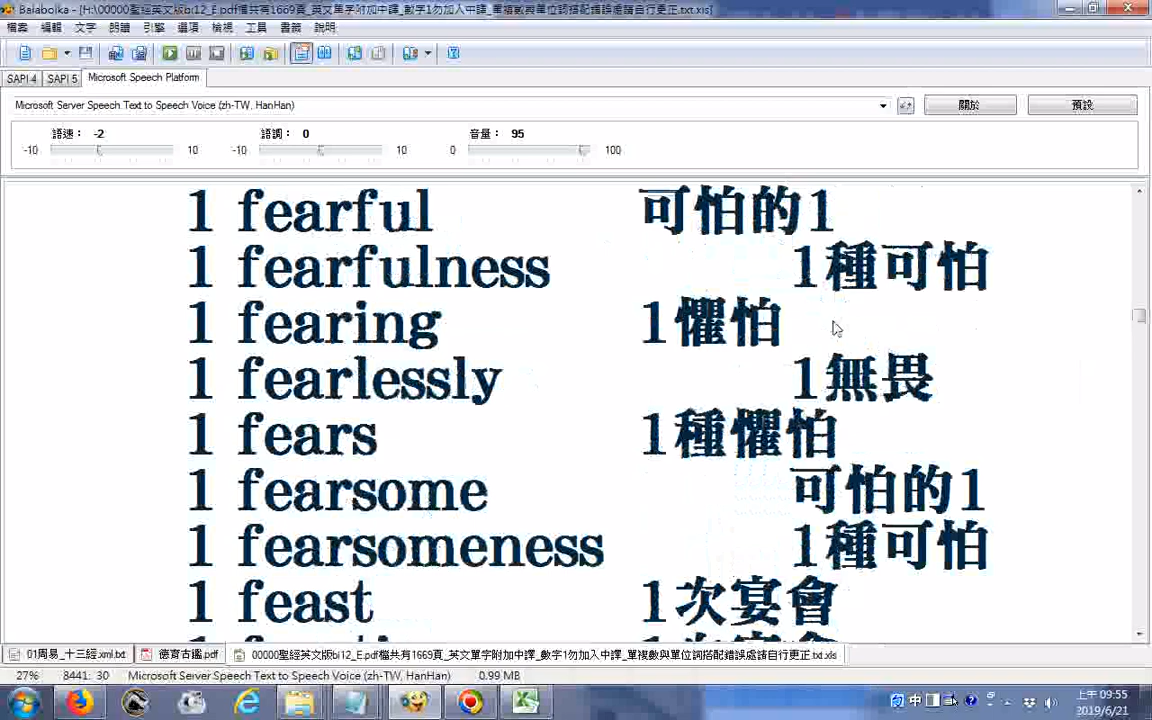 Balabolka - [H:\00000聖經英文版bi12_E.pdf檔共有1669頁_英文單字附加中譯_數字1勿加入中譯_單複數與單位詞搭配錯誤處請自行更正.txt.xls]
檔案 編輯 文字 朗讀 引擎 選項 檢視 工具 書籤 說明
SAPI 4 SAPI 5 Microsoft Speech Platform
Microsoft Server Speech Text to Speech Voice (zh-TW, HanHan) 關於 預設
語速： -2 語調： 0 音量： 95
-10 10 -10 10 0 100
1 fearful 可怕的1
1 fearfulness 1種可怕
1 fearing 1懼怕
1 fearlessly 1無畏
1 fears 1種懼怕
1 fearsome 可怕的1
1 fearsomeness 1種可怕
1 feast 1次宴會
01周易_十三經.xml.txt 德育古鑑.pdf 00000聖經英文版bi12_E.pdf檔共有1669頁_英文單字附加中譯_數字1勿加入中譯_單複數與單位詞搭配錯誤處請自行更正.txt.xls
27% 8441: 30 Microsoft Server Speech Text to Speech Voice (zh-TW, HanHan) 0.99 MB
中 上午 09:55
2019/6/21